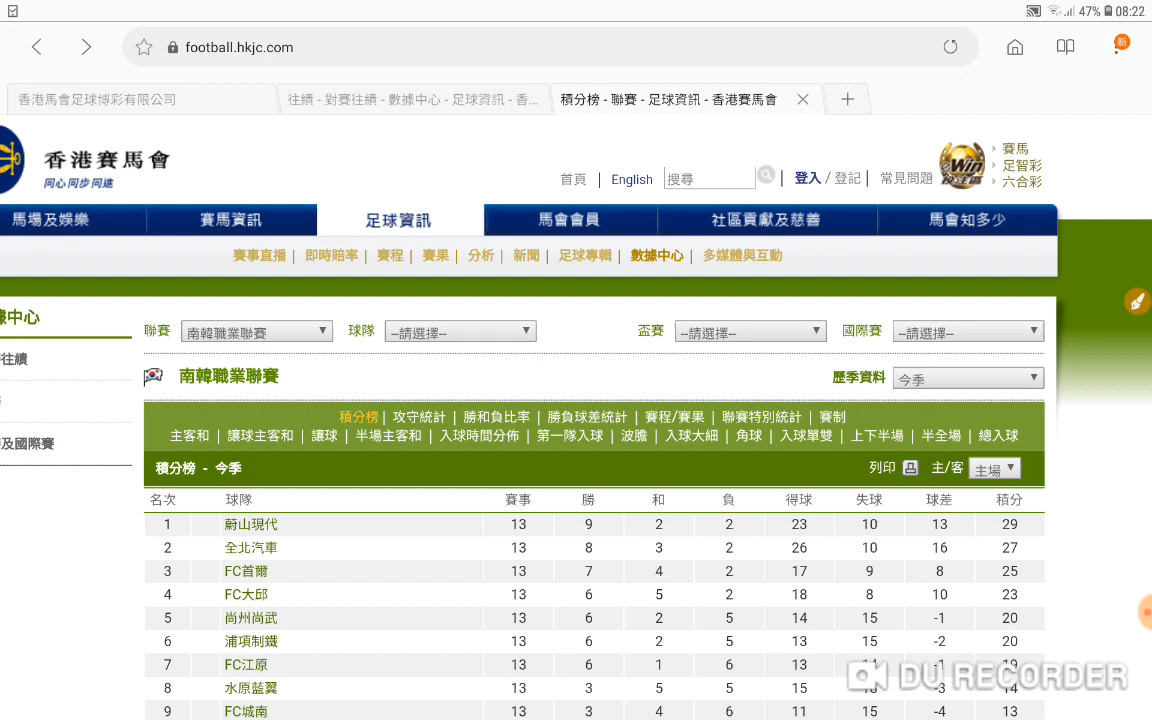 47% 08:22
football.hkjc.com
新
香港馬會足球博彩有限公司 往績 - 對賽往績 - 數據中心 - 足球資訊 - 香... 積分榜 - 聯賽 - 足球資訊 - 香港賽馬會
香港賽馬會
同心同步同進
首頁 | English 搜尋 | 登入 / 登記 | 常見問題
eWin
賽馬
足智彩
六合彩
馬場及娛樂 賽馬資訊 足球資訊 馬會會員 社區貢獻及慈善 馬會知多少
賽事直播 | 即時賠率 | 賽程 | 賽果 | 分析 | 新聞 | 足球專輯 | 數據中心 | 多媒體與互動
據中心
往績
及國際賽
聯賽 南韓職業聯賽 球隊 --請選擇-- 盃賽 --請選擇-- 國際賽 --請選擇--
南韓職業聯賽 歷季資料 今季
積分榜 | 攻守統計 | 勝和負比率 | 勝負球差統計 | 賽程/賽果 | 聯賽特別統計 | 賽制
主客和 | 讓球主客和 | 讓球 | 半場主客和 | 入球時間分佈 | 第一隊入球 | 波膽 | 入球大細 | 角球 | 入球單雙 | 上下半場 | 半全場 | 總入球
積分榜 - 今季 列印 主/客 主場
名次 球隊 賽事 勝 和 負 得球 失球 球差 積分
1 蔚山現代 13 9 2 2 23 10 13 29
2 全北汽車 13 8 3 2 26 10 16 27
3 FC首爾 13 7 4 2 17 9 8 25
4 FC大邱 13 6 5 2 18 8 10 23
5 尚州尚武 13 6 2 5 14 15 -1 20
6 浦項制鐵 13 6 2 5 13 15 -2 20
7 FC江原 13 6 1 6 13 14 -1 19
8 水原藍翼 13 3 5 5 15 18 -3 14
9 FC城南 13 3 4 6 11 15 -4 13
DU RECORDER